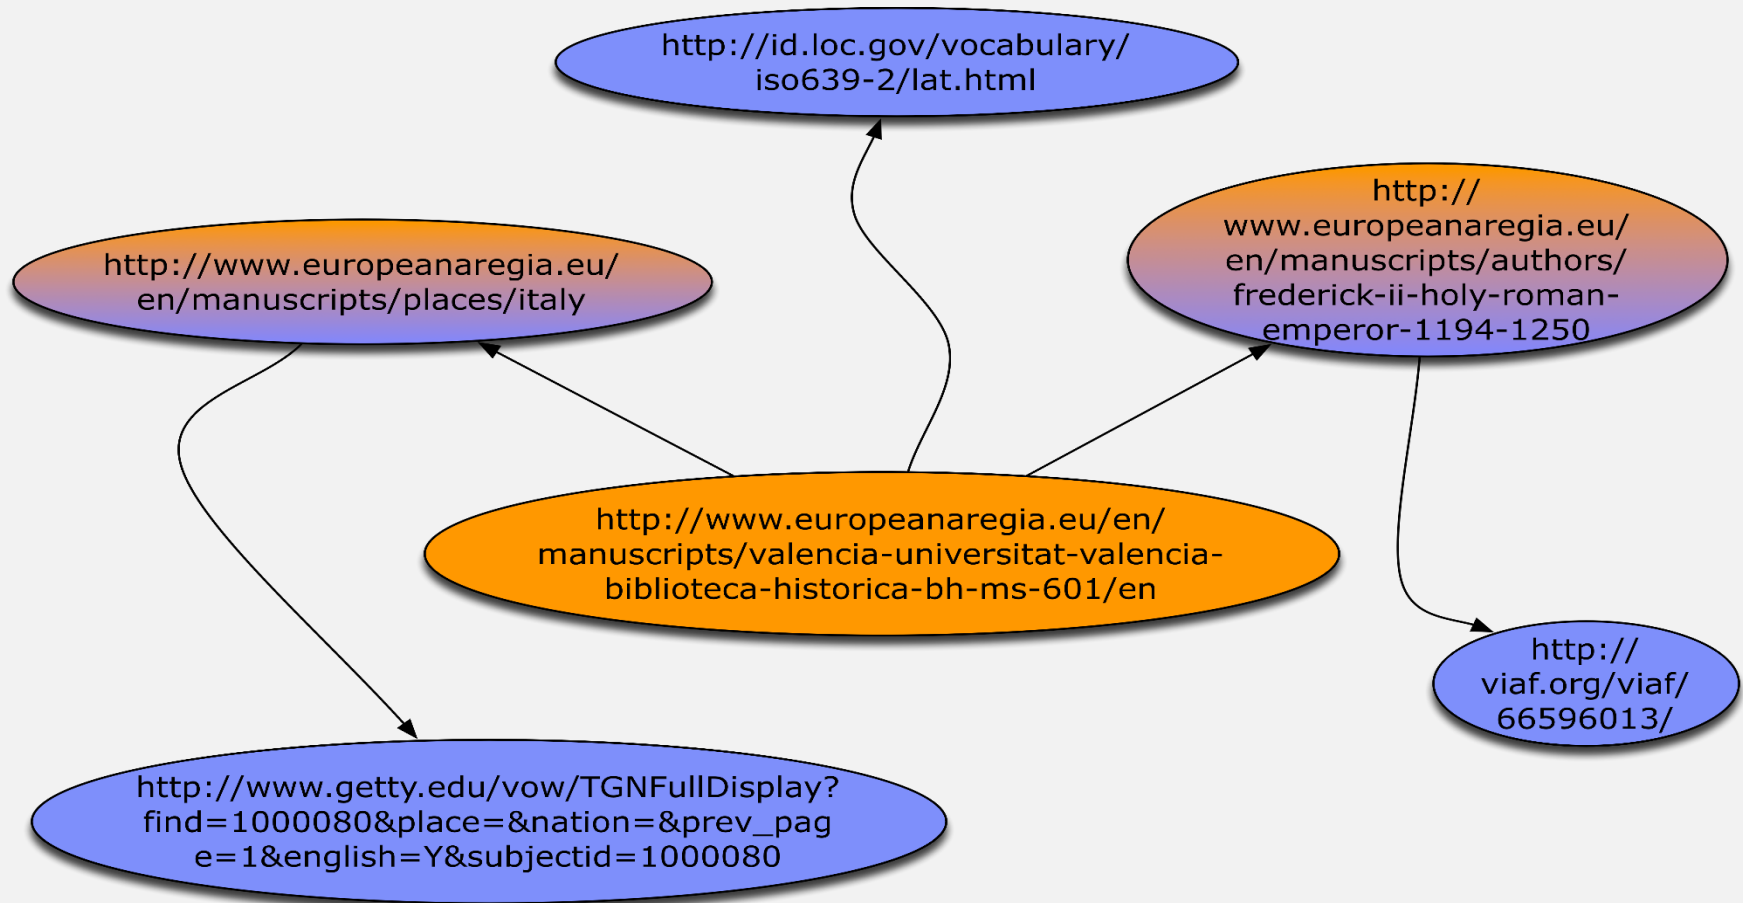 http://id.loc.gov/vocabulary/
iso639-2/lat.html
http://
www.europeanaregia.eu/
en/manuscripts/authors/
frederick-ii-holy-roman-
emperor-1194-1250
http://www.europeanaregia.eu/
en/manuscripts/places/italy
http://www.europeanaregia.eu/en/
manuscripts/valencia-universitat-valencia-
biblioteca-historica-bh-ms-601/en
http://
viaf.org/viaf/
66596013/
http://www.getty.edu/vow/TGNFullDisplay?
find=1000080&place=&nation=&prev_pag
e=1&english=Y&subjectid=1000080